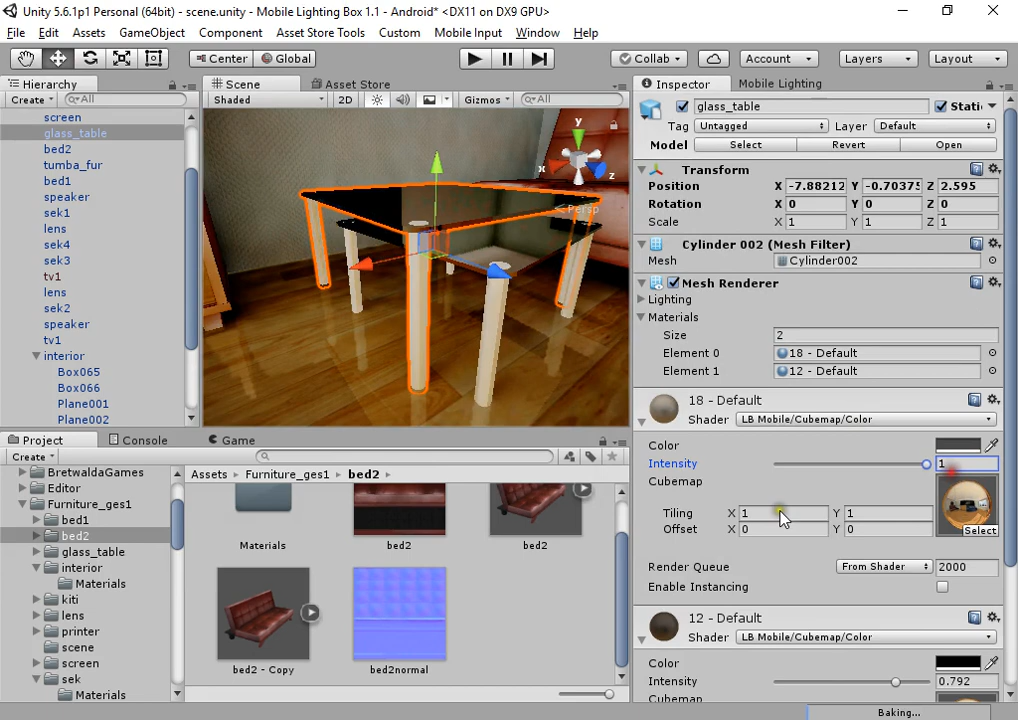 Unity 5.6.1p1 Personal (64bit) - scene.unity - Mobile Lighting Box 1.1 - Android* <DX11 on DX9 GPU>
File Edit Assets GameObject Component Asset Store Tools Custom Mobile Input Window Help
Center Global Collab Account Layers Layout
Hierarchy
Create All
screen
glass_table
bed2
tumba_fur
bed1
speaker
sek1
lens
sek4
sek3
tv1
lens
sek2
speaker
tv1
interior
Box065
Box066
Plane001
Plane002
Scene Asset Store
Shaded 2D Gizmos All
y
x
z
Persp
Project Console Game
Create
BretwaldaGames
Editor
Furniture_ges1
bed1
bed2
glass_table
interior
Materials
kiti
lens
printer
scene
screen
sek
Materials
Assets Furniture_ges1 bed2
Materials bed2 bed2
bed2 - Copy bed2normal
Inspector Mobile Lighting
glass_table Stati
Tag Untagged Layer Default
Model Select Revert Open
Transform
Position X -7.88212 Y -0.70375 Z 2.595
Rotation X 0 Y 0 Z 0
Scale X 1 Y 1 Z 1
Cylinder 002 (Mesh Filter)
Mesh Cylinder002
Mesh Renderer
Lighting
Materials
Size 2
Element 0 18 - Default
Element 1 12 - Default
18 - Default
Shader LB Mobile/Cubemap/Color
Color
Intensity 1
Cubemap
Tiling X 1 Y 1
Offset X 0 Y 0
Select
Render Queue From Shader 2000
Enable Instancing
12 - Default
Shader LB Mobile/Cubemap/Color
Color
Intensity 0.792
Cubemap
Baking...